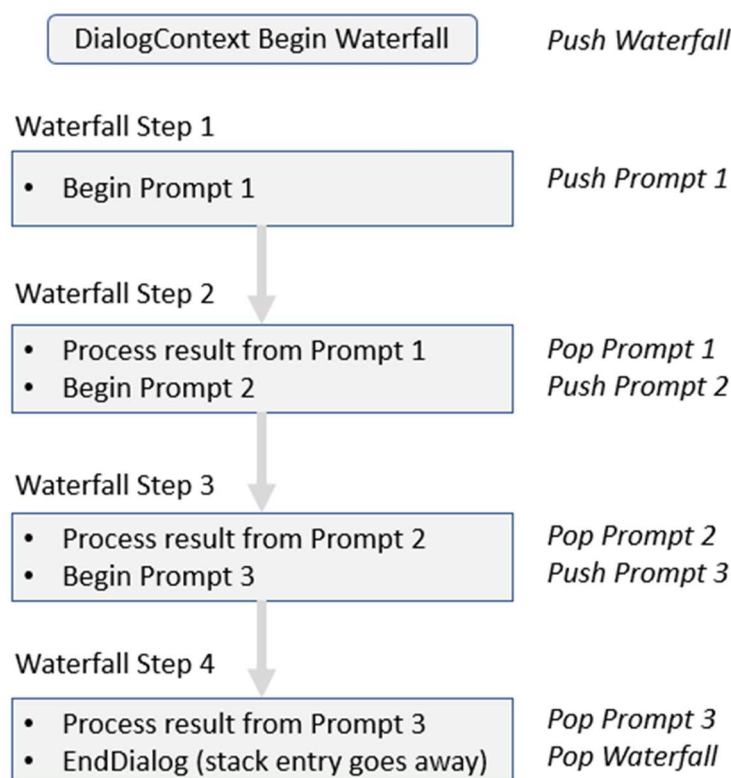 DialogContext Begin Waterfall Push Waterfall
Waterfall Step 1
• Begin Prompt 1 Push Prompt 1
Waterfall Step 2
• Process result from Prompt 1 Pop Prompt 1
• Begin Prompt 2 Push Prompt 2
Waterfall Step 3
• Process result from Prompt 2 Pop Prompt 2
• Begin Prompt 3 Push Prompt 3
Waterfall Step 4
• Process result from Prompt 3 Pop Prompt 3
• EndDialog (stack entry goes away) Pop Waterfall